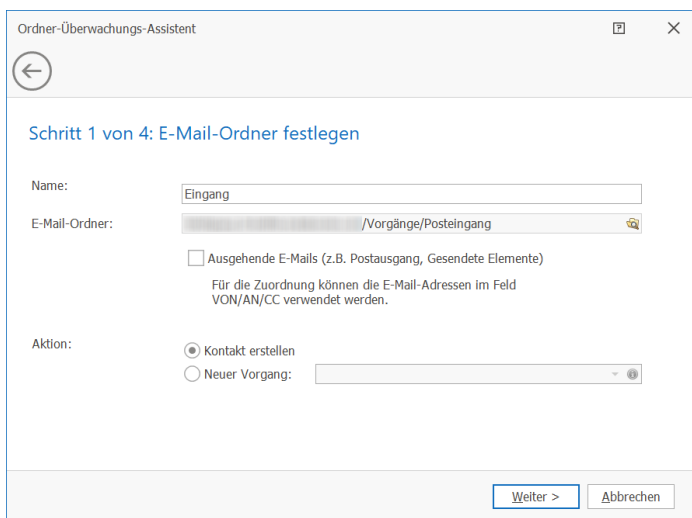 Ordner-Überwachungs-Assistent
Schritt 1 von 4: E-Mail-Ordner festlegen
Name:
Eingang
E-Mail-Ordner:
/Vorgänge/Posteingang
Ausgehende E-Mails (z.B. Postausgang, Gesendete Elemente)
Für die Zuordnung können die E-Mail-Adressen im Feld
VON/AN/CC verwendet werden.
Aktion:
Kontakt erstellen
Neuer Vorgang:
Weiter >
Abbrechen